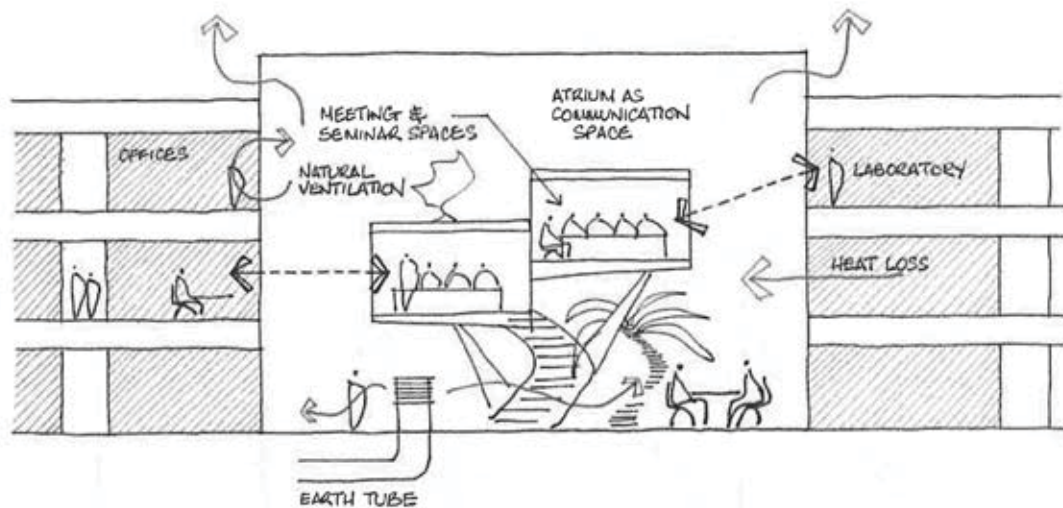 MEETING &
SEMINAR SPACES
ATRIUM AS
COMMUNICATION
SPACE
OFFICES
NATURAL
VENTILATION
LABORATORY
HEAT LOSS
EARTH TUBE